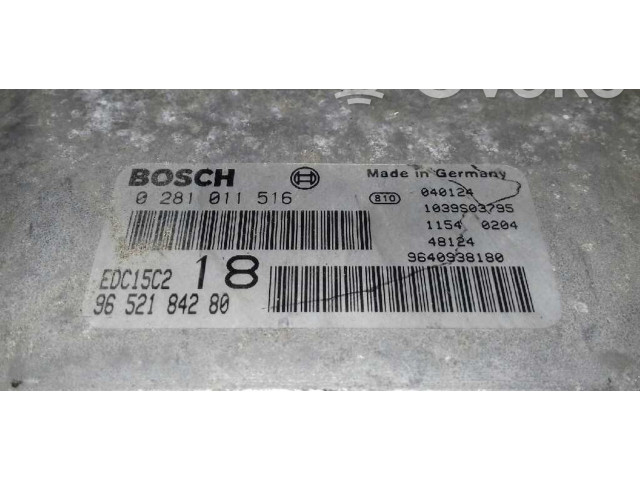 BOSCH
Made in Germany
0 281 011 516
810
040124
1039S03795
1154 0204
48124
9640938180
EDC15C2 18
96 521 842 80